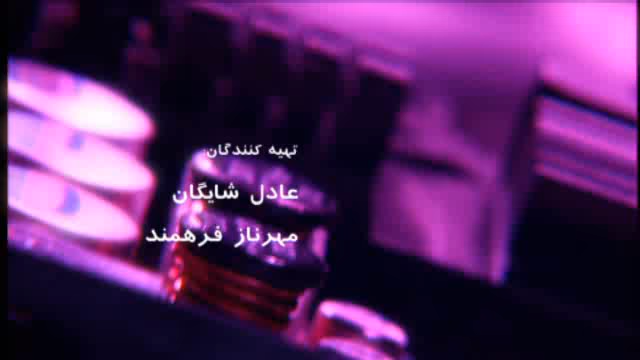 تهیه کنندگان
عادل شایگان
مهرناز فرهمند